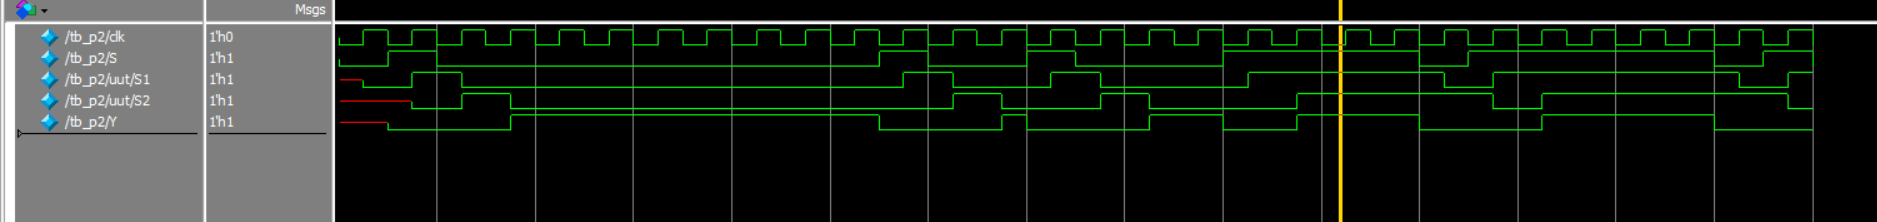 Msgs
/tb_p2/clk 1'h0
/tb_p2/S 1'h1
/tb_p2/uut/S1 1'h1
/tb_p2/uut/S2 1'h1
/tb_p2/Y 1'h1